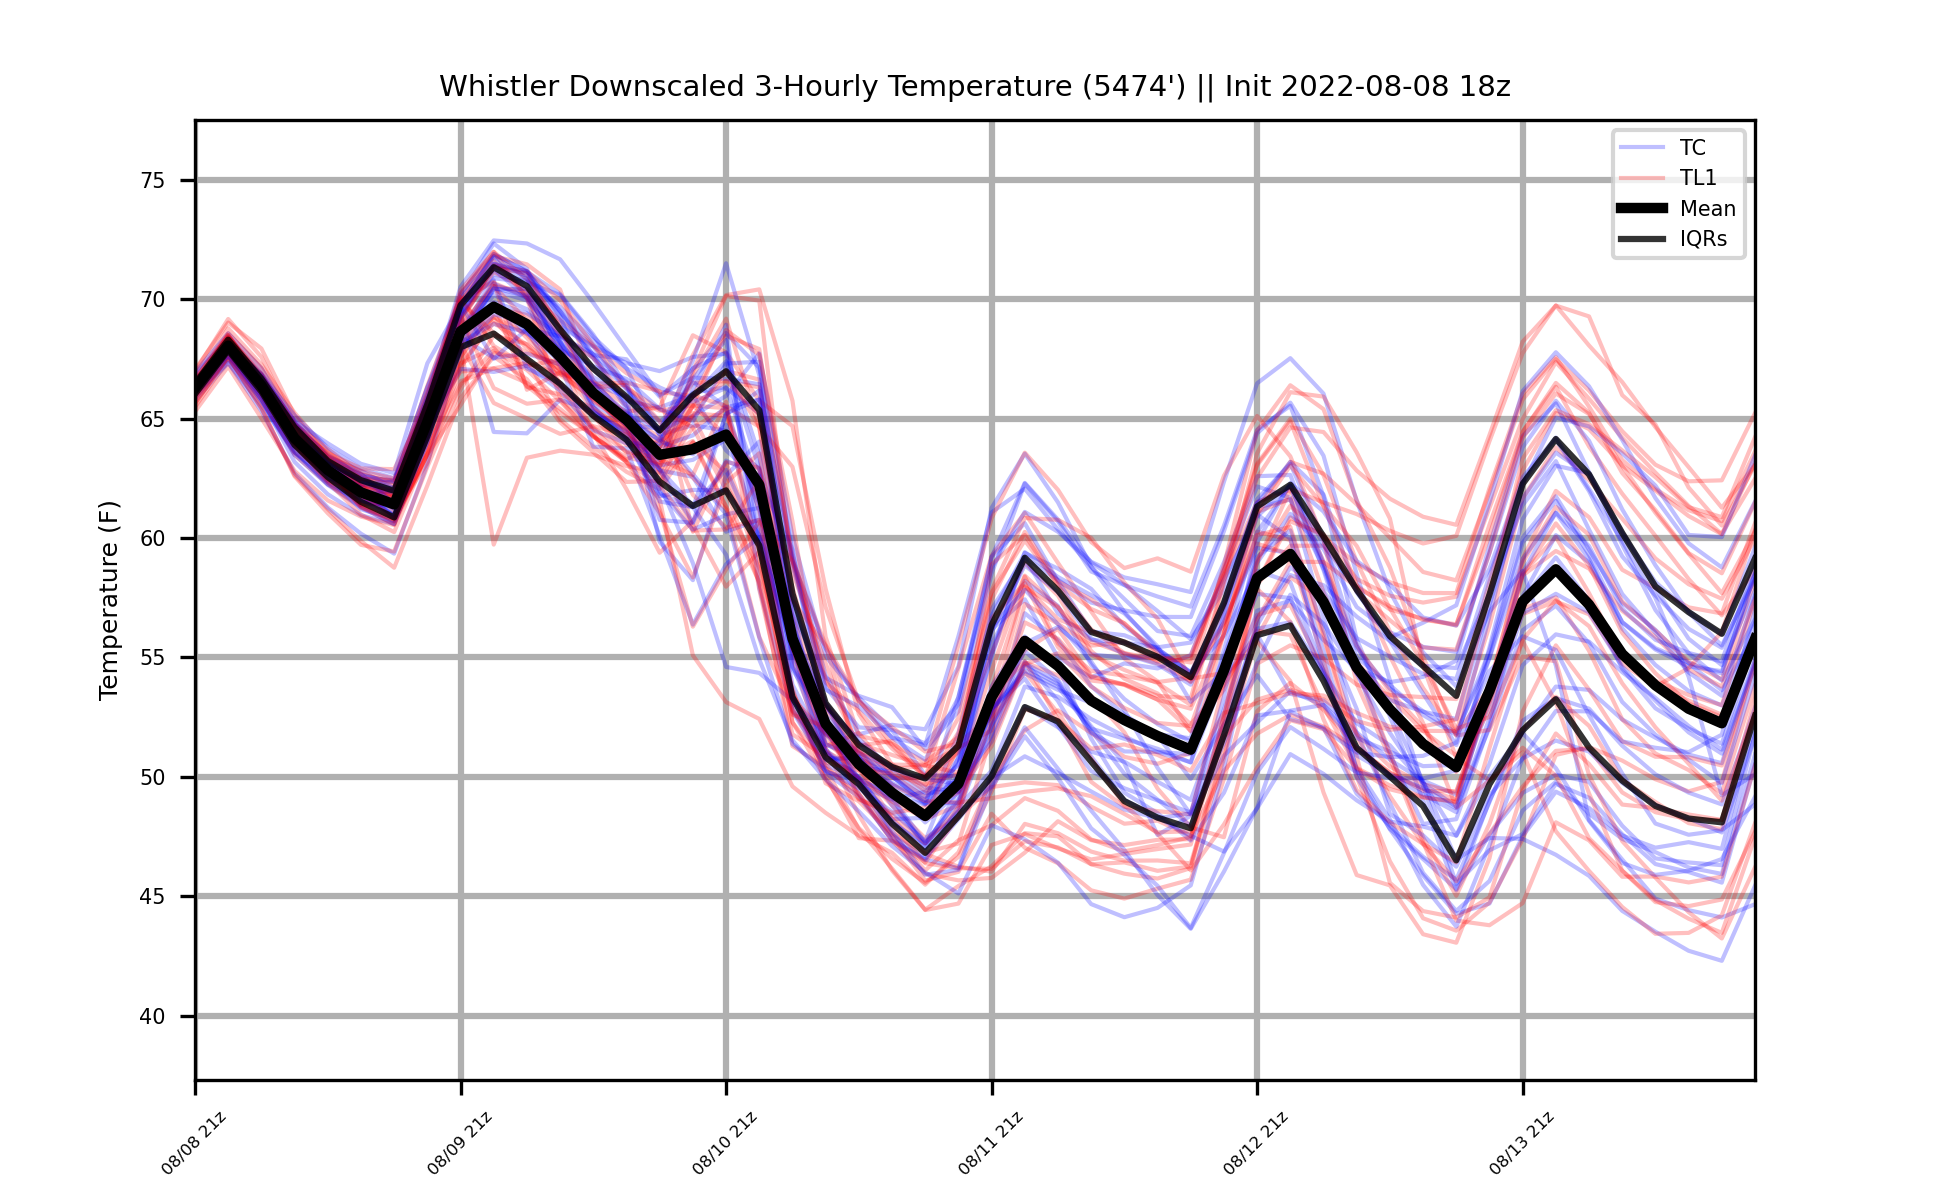 Whistler Downscaled 3-Hourly Temperature (5474') || Init 2022-08-08 18z
TC
TL1
Mean
IQRs
Temperature (F)
75
70
65
60
55
50
45
40
08/08 21z
08/09 21z
08/10 21z
08/11 21z
08/12 21z
08/13 21z